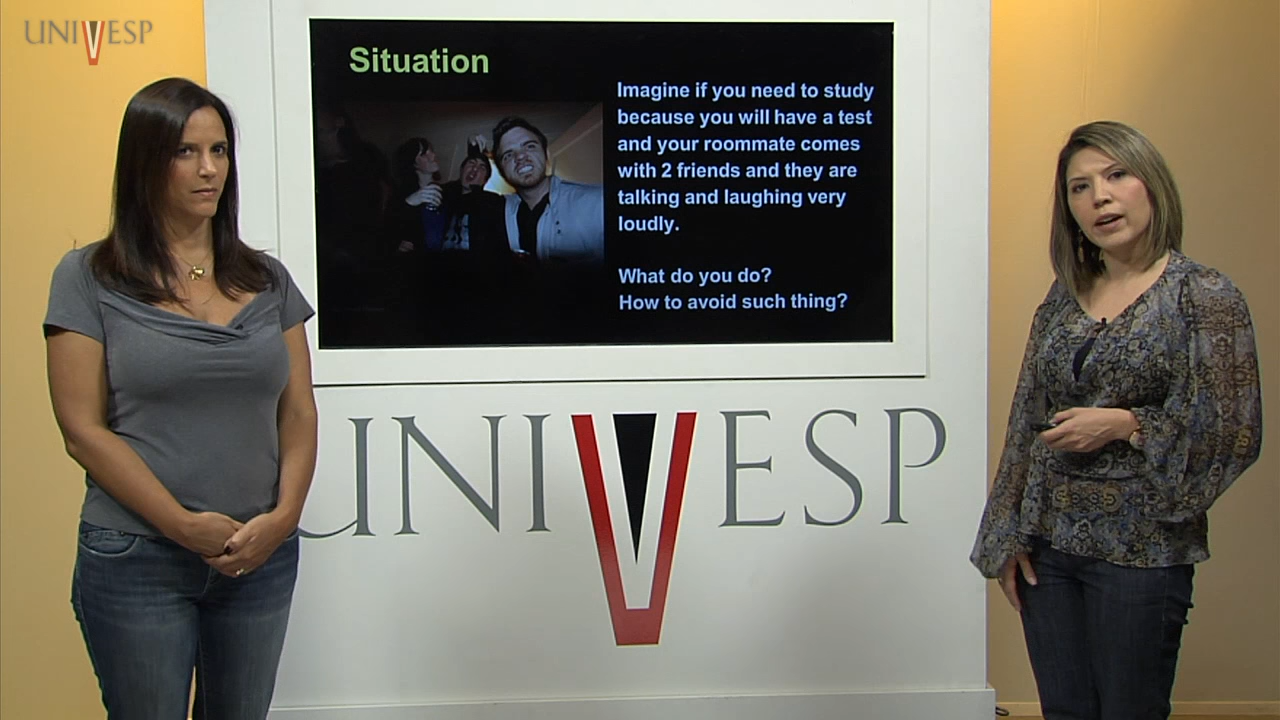 UNIVESP
Situation
Imagine if you need to study
because you will have a test
and your roommate comes
with 2 friends and they are
talking and laughing very
loudly.
What do you do?
How to avoid such thing?
UNIVESP